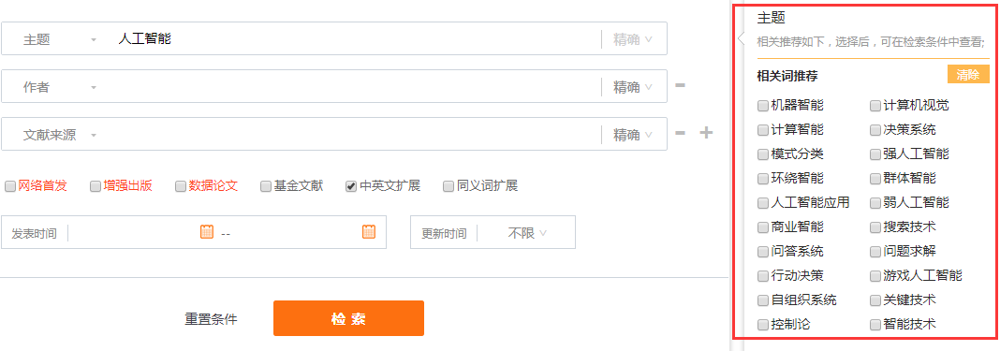 主题 人工智能 精确
作者 精确
文献来源 精确
网络首发 增强出版 数据论文 基金文献 中英文扩展 同义词扩展
发表时间 -- 更新时间 不限
重置条件 检索
主题
相关推荐如下，选择后，可在检索条件中查看;
相关词推荐 清除
机器智能 计算机视觉
计算智能 决策系统
模式分类 强人工智能
环绕智能 群体智能
人工智能应用 弱人工智能
商业智能 搜索技术
问答系统 问题求解
行动决策 游戏人工智能
自组织系统 关键技术
控制论 智能技术